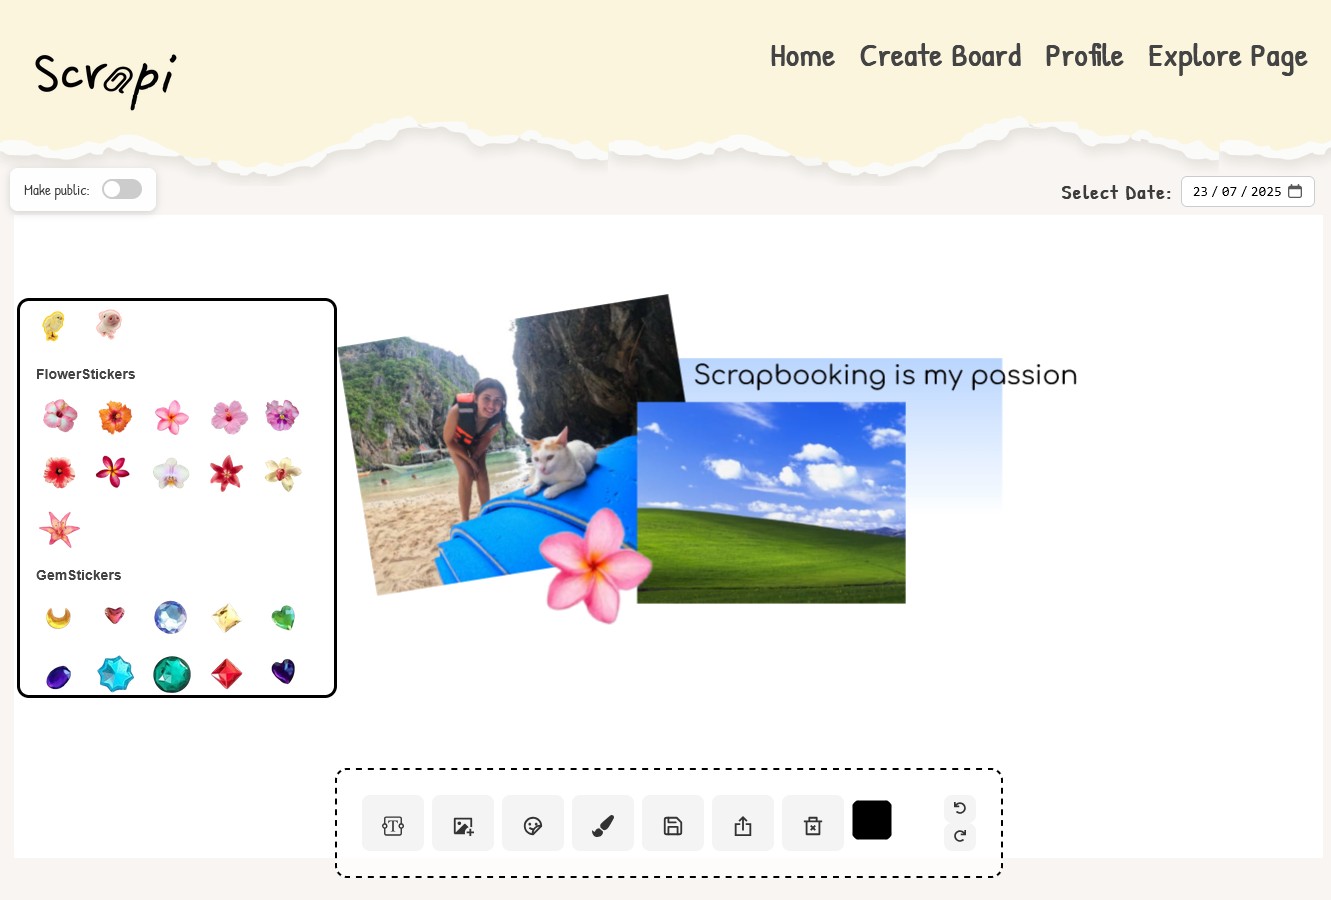 Scrapi
Home Create Board Profile Explore Page
Make public:
Select Date: 23 / 07 / 2025
FlowerStickers
GemStickers
Scrapbooking is my passion
T